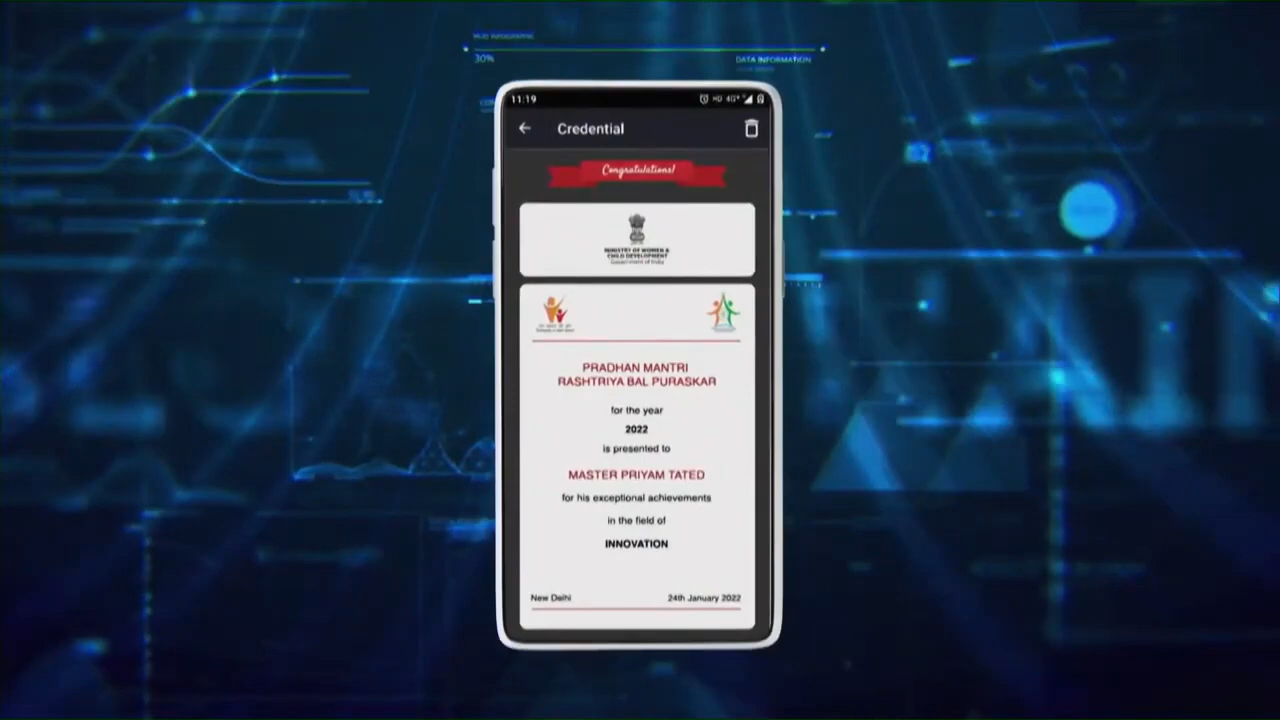 30%
DATA INFORMATION
11:19
HD 4G+
Credential
Congratulations!
MINISTRY OF WOMEN &
CHILD DEVELOPMENT
Government of India
PRADHAN MANTRI
RASHTRIYA BAL PURASKAR
for the year
2022
is presented to
MASTER PRIYAM TATED
for his exceptional achievements
in the field of
INNOVATION
New Delhi
24th January 2022